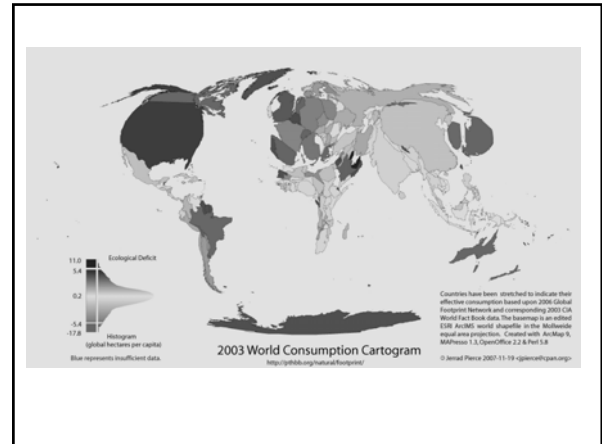 11.0
Ecological Deficit
5.4
0.2
-5.4
-17.8
Histogram
(global hectares per capita)
Blue represents insufficient data.
2003 World Consumption Cartogram
http://pthbb.org/natural/footprint/
Countries have been stretched to indicate their
effective consumption based upon 2006 Global
Footprint Network and corresponding 2003 CIA
World Fact Book data. The basemap is an edited
ESRI ArcIMS world shapefile in the Mollweide
equal area projection. Created with ArcMap 9,
MAPresso 1.3, OpenOffice 2.2 & Perl 5.8
© Jerrad Pierce 2007-11-19 <jpierce@cpan.org>